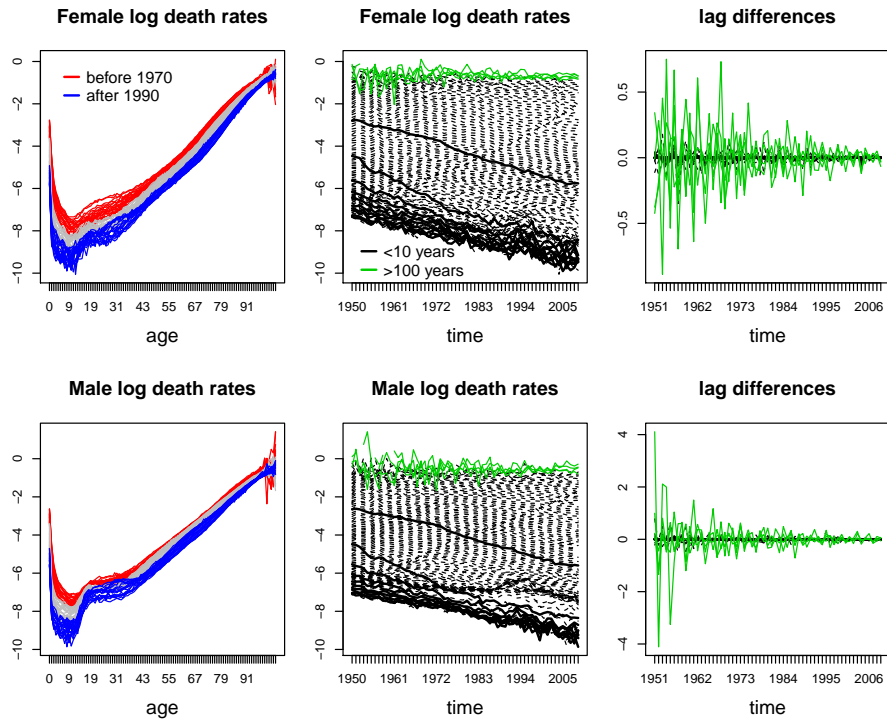 Female log death rates
Female log death rates
lag differences
before 1970
after 1990
0
−2
−4
−6
−8
−10
0 9 19 31 43 55 67 79 91
age
0
−2
−4
−6
−8
−10
<10 years
>100 years
1950 1961 1972 1983 1994 2005
time
0.5
0.0
−0.5
1951 1962 1973 1984 1995 2006
Male log death rates
Male log death rates
lag differences
0
−2
−4
−6
−8
−10
0 9 19 31 43 55 67 79 91
age
0
−2
−4
−6
−8
−10
1950 1961 1972 1983 1994 2005
time
4
2
0
−2
−4
1951 1962 1973 1984 1995 2006
time